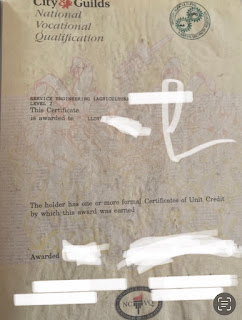 City & Guilds
National
Vocational
Qualification
SERVICE ENGINEERING (AGRICULTURE)
LEVEL 2
This Certificate
is awarded to
The holder has one or more formal Certificates of Unit Credit
by which this award was earned
Awarded